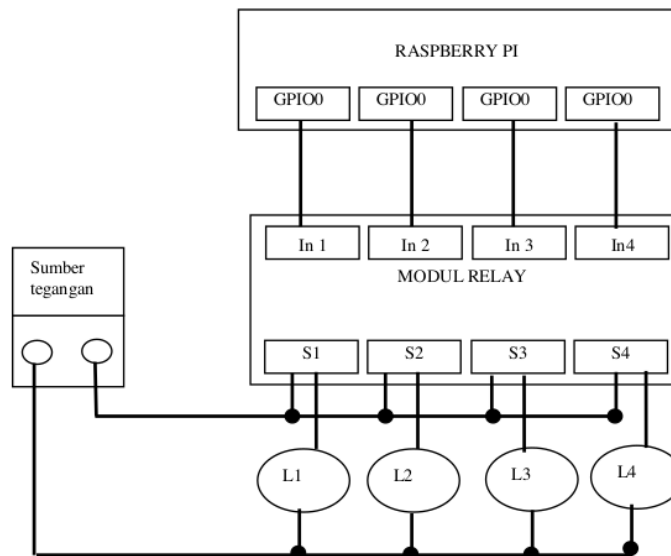 RASPBERRY PI
GPIO0 GPIO0 GPIO0 GPIO0
In 1 In 2 In 3 In4
MODUL RELAY
Sumber
tegangan
S1 S2 S3 S4
L1 L2 L3 L4